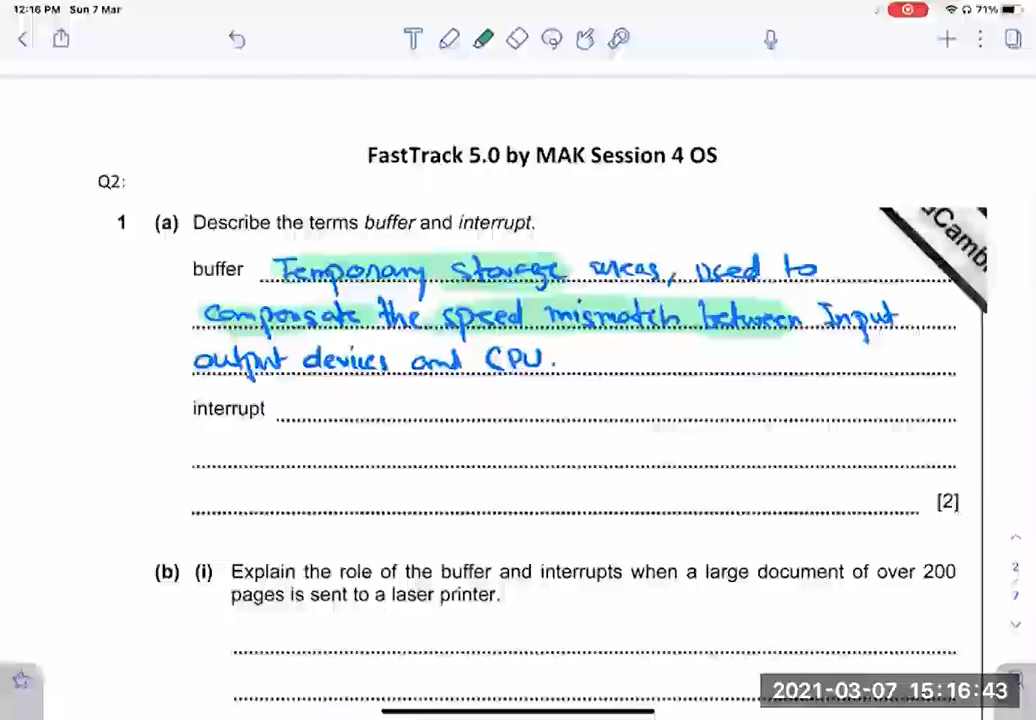 12:16 PM Sun 7 Mar
71%
FastTrack 5.0 by MAK Session 4 OS
Q2:
1 (a) Describe the terms buffer and interrupt.
buffer Temporary storage areas, used to
compensate the speed mismatch between Input
output devices and CPU.
interrupt
[2]
(b) (i) Explain the role of the buffer and interrupts when a large document of over 200
pages is sent to a laser printer.
2
/
7
2021-03-07 15:16:43